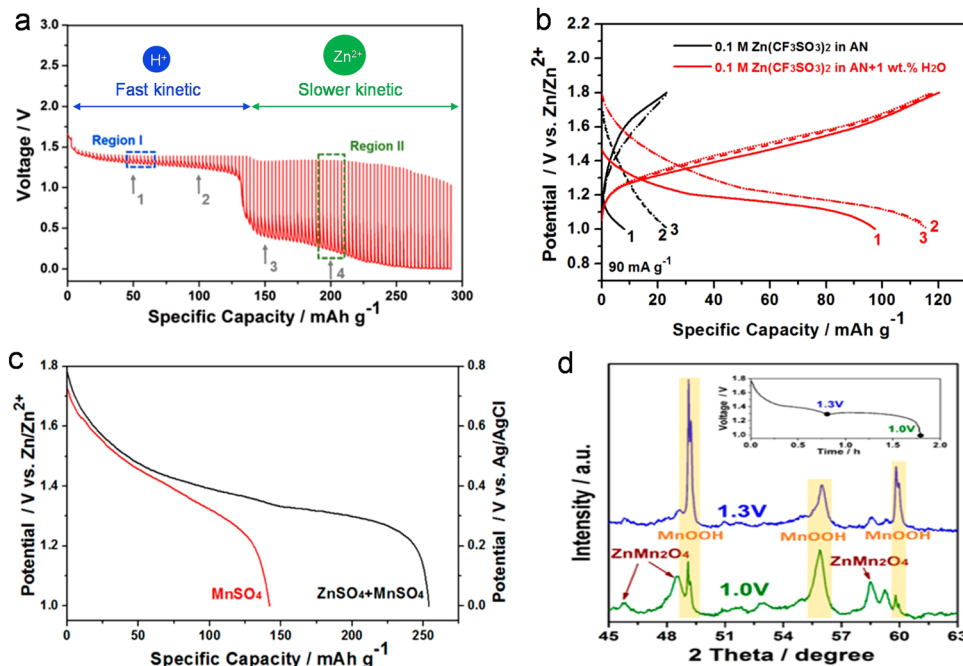 a
H⁺
Zn²⁺
Fast kinetic
Slower kinetic
Region I
Region II
1
2
3
4
3.0
2.5
2.0
1.5
1.0
0.5
0.0
Voltage / V
0 50 100 150 200 250 300
Specific Capacity / mAh g⁻¹
b
0.1 M Zn(CF₃SO₃)₂ in AN
0.1 M Zn(CF₃SO₃)₂ in AN+1 wt.% H₂O
2.0
1.8
1.6
1.4
1.2
1.0
0.8
Potential / V vs. Zn/Zn²⁺
1
2 3
1
2
3
90 mA g⁻¹
0 20 40 60 80 100 120
Specific Capacity / mAh g⁻¹
c
1.8
1.6
1.4
1.2
1.0
Potential / V vs. Zn/Zn²⁺
0.8
0.6
0.4
0.2
0.0
Potential / V vs. Ag/AgCl
MnSO₄
ZnSO₄+MnSO₄
0 50 100 150 200 250
Specific Capacity / mAh g⁻¹
d
Intensity / a.u.
1.8
1.6
1.4
1.2
1.0
Voltage / V
1.3V
1.0V
0.0 0.5 1.0 1.5 2.0
Time / h
1.3V
MnOOH
MnOOH
MnOOH
ZnMn₂O₄
ZnMn₂O₄
1.0V
45 48 51 54 57 60 63
2 Theta / degree